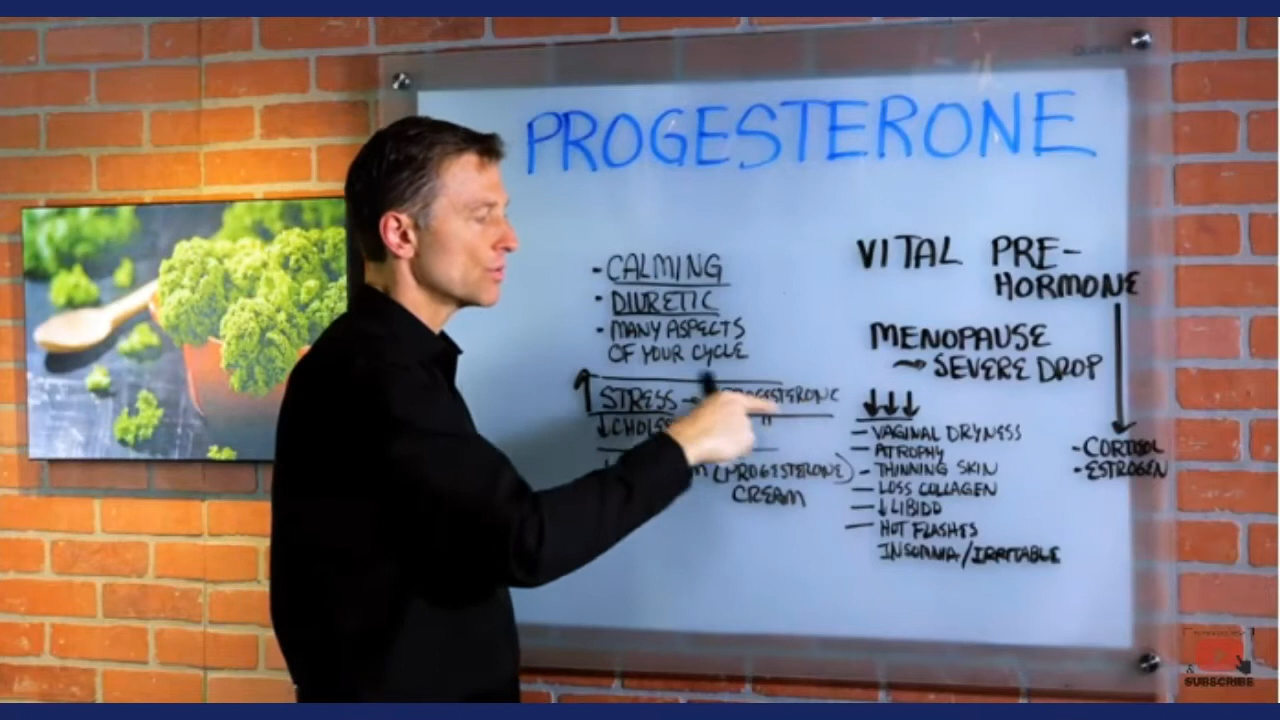 PROGESTERONE
- CALMING
- DIURETIC
- MANY ASPECTS
OF YOUR CYCLE
↑ STRESS →
↓
(PROGESTERONE)
CREAM
VITAL PRE-
HORMONE
MENOPAUSE
→ SEVERE DROP
↓↓↓
- VAGINAL DRYNESS
- ATROPHY
- THINNING SKIN
- LOSS COLLAGEN
- ↓ LIBIDO
- HOT FLASHES
INSOMNIA/IRRITABLE
- CORTISOL
- ESTROGEN
&
SUBSCRIBE